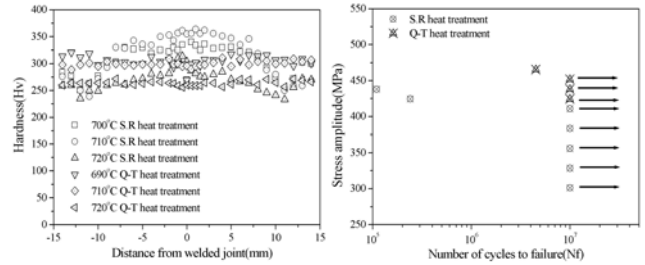 400
350
300
250
200
150
100
50
0
Hardness(Hv)
700°C S.R heat treatment
710°C S.R heat treatment
720°C S.R heat treatment
690°C Q-T heat treatment
710°C Q-T heat treatment
720°C Q-T heat treatment
-15 -10 -5 0 5 10 15
Distance from welded joint(mm)
550
500
450
400
350
300
250
Stress amplitude(MPa)
S.R heat treatment
Q-T heat treatment
10⁵ 10⁶ 10⁷
Number of cycles to failure(Nf)